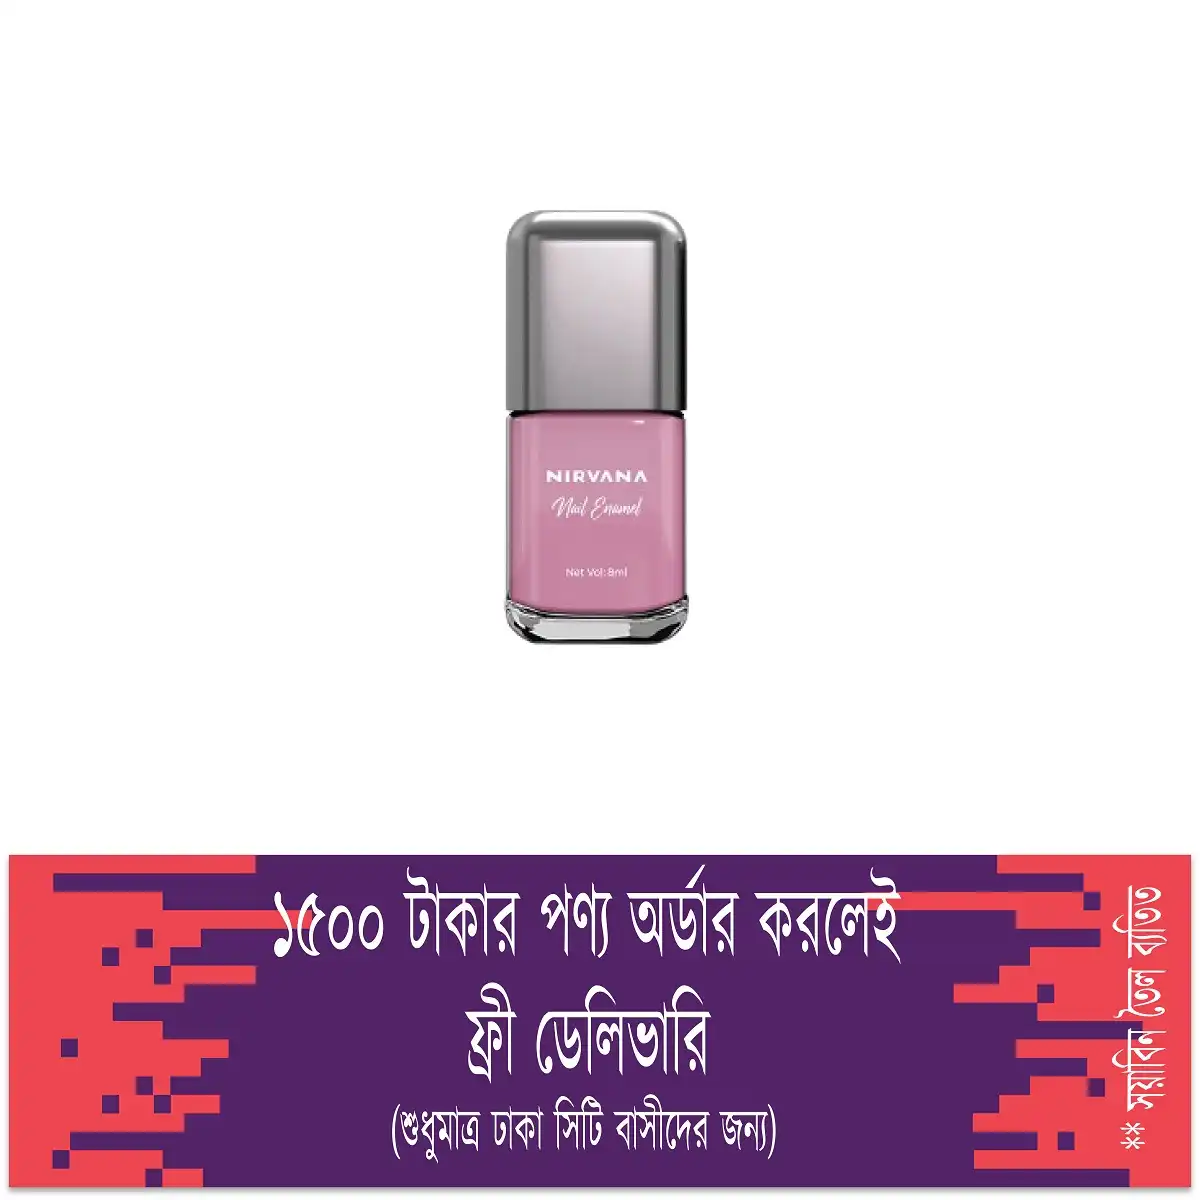 NIRVANA
Nail Enamel
Net Vol: 8ml
১৫০০ টাকার পণ্য অর্ডার করলেই
ফ্রী ডেলিভারি
(শুধুমাত্র ঢাকা সিটি বাসীদের জন্য)
** সয়াবিন তৈল ব্যতিত